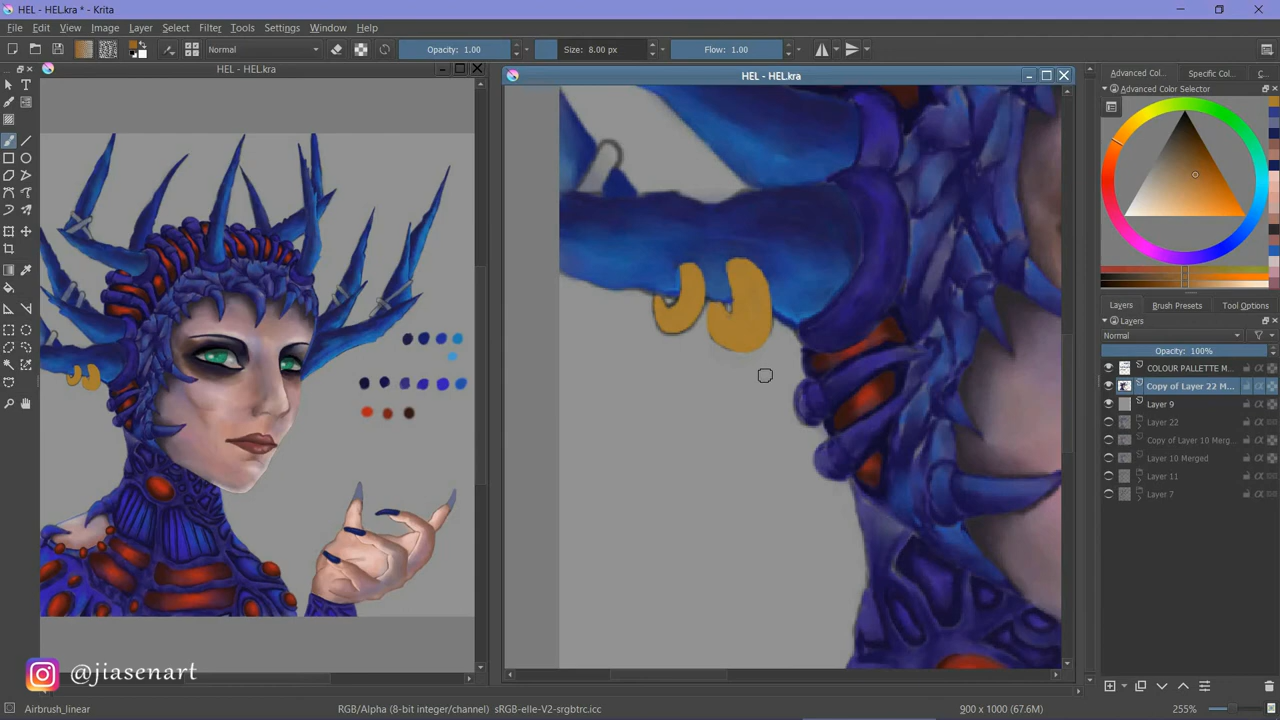 HEL - HEL.kra * - Krita
File Edit View Image Layer Select Filter Tools Settings Window Help
Normal Opacity: 1.00 Size: 8.00 px Flow: 1.00
HEL - HEL.kra
HEL - HEL.kra
Advanced Col... Specific Col... C...
Advanced Color Selector
Layers Brush Presets Tool Options
Layers
Normal
Opacity: 100%
COLOUR PALLETTE M...
Copy of Layer 22 M...
Layer 9
Layer 22
Copy of Layer 10 Merg...
Layer 10 Merged
Layer 11
Layer 7
@jiasenart
Airbrush_linear RGB/Alpha (8-bit integer/channel) sRGB-elle-V2-srgbtrc.icc 900 x 1000 (67.6M) 255%